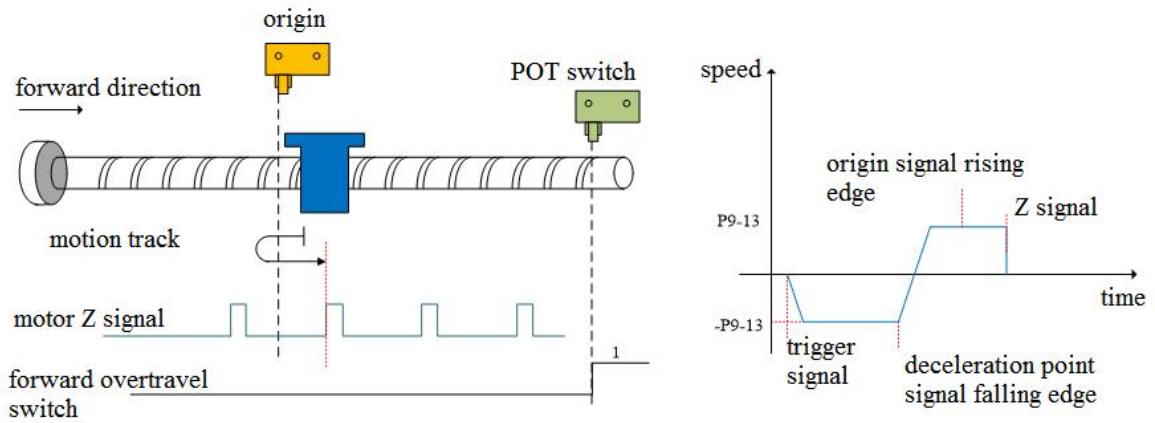 origin
forward direction
POT switch
motion track
motor Z signal
1
forward overtravel
switch
speed
origin signal rising
edge
Z signal
P9-13
time
-P9-13
trigger
signal
deceleration point
signal falling edge